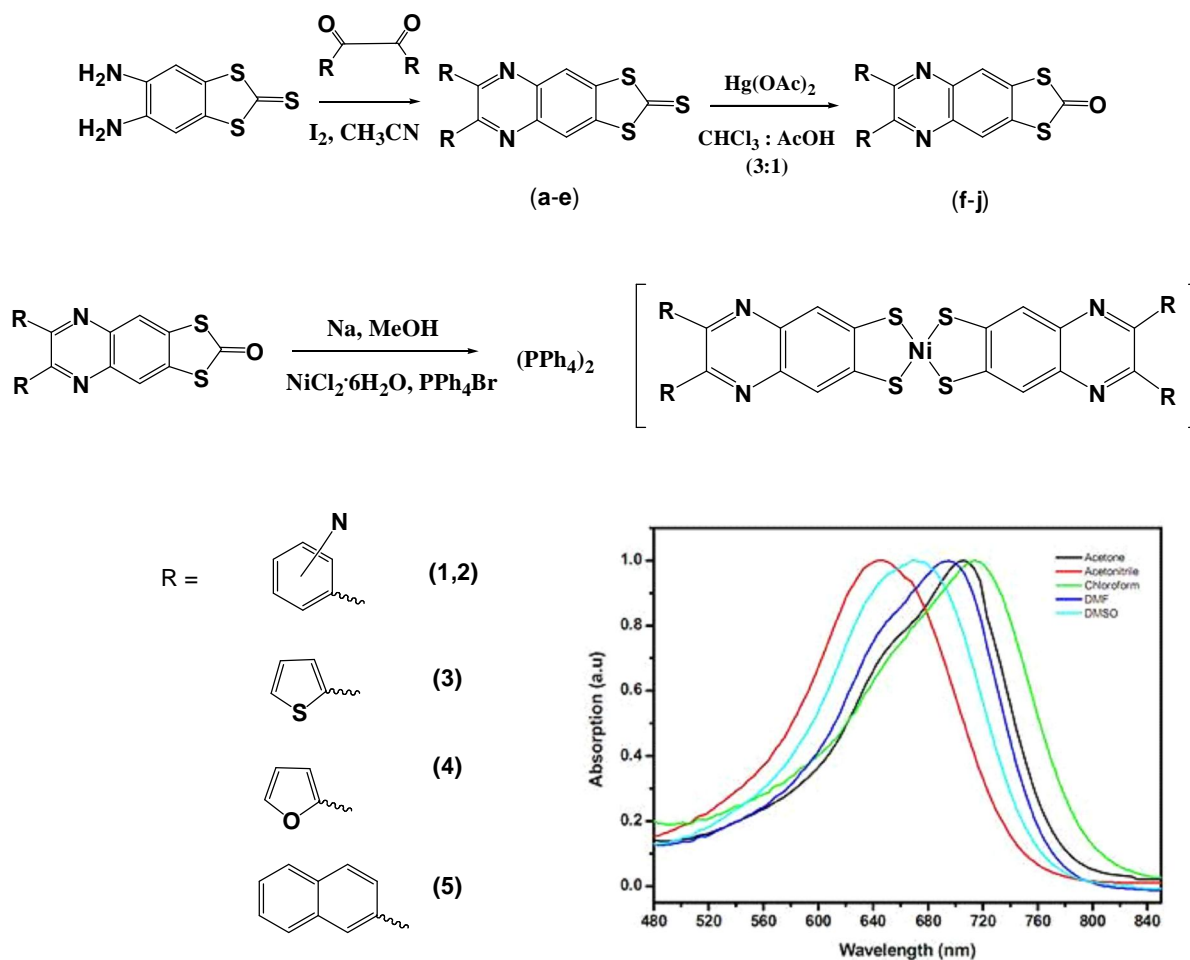 O O
R R
H₂N
H₂N
S
S
S
I₂, CH₃CN
R
R
N
N
S
S
S
(a-e)
Hg(OAc)₂
CHCl₃ : AcOH
(3:1)
R
R
N
N
S
S
O
(f-j)
R
R
N
N
S
S
O
Na, MeOH
NiCl₂·6H₂O, PPh₄Br
(PPh₄)₂
R
R
N
N
S
S
Ni
S
S
N
N
R
R
R =
N
(1,2)
S
(3)
O
(4)
(5)
Absorption (a.u)
1.0
0.8
0.6
0.4
0.2
0.0
Acetone
Acetonitrile
Chloroform
DMF
DMSO
480 520 560 600 640 680 720 760 800 840
Wavelength (nm)